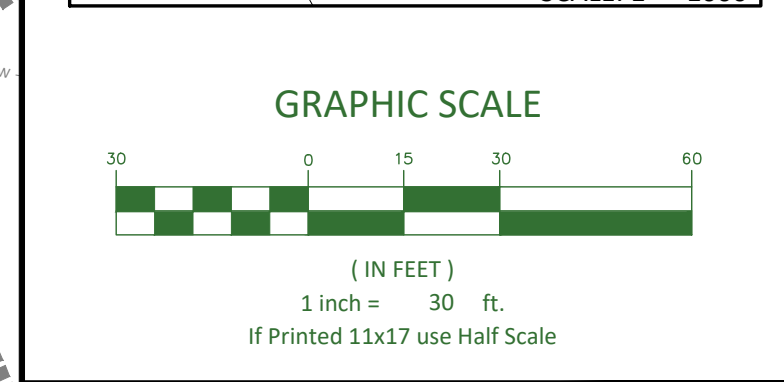 GRAPHIC SCALE
30 0 15 30 60
( IN FEET )
1 inch = 30 ft.
If Printed 11x17 use Half Scale